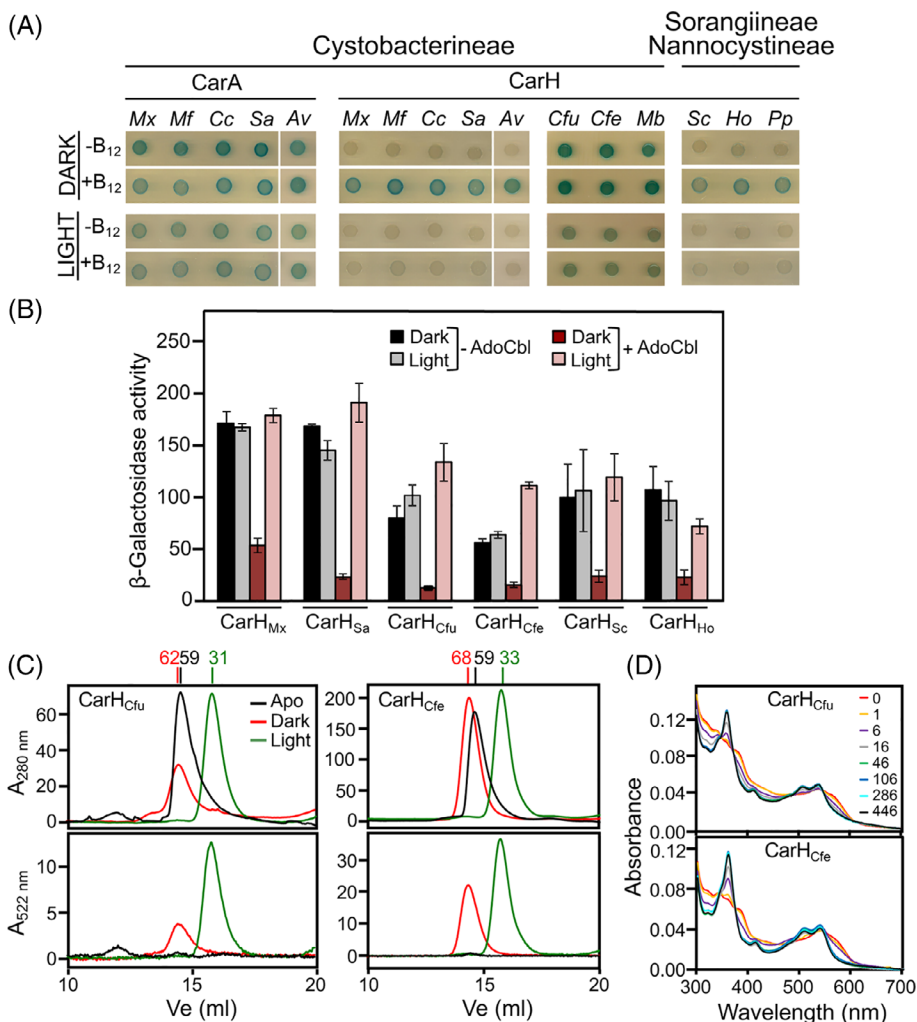 (A)
Cystobacterineae
Sorangiineae
Nannocystineae
CarA
CarH
Mx Mf Cc Sa Av Mx Mf Cc Sa Av Cfu Cfe Mb Sc Ho Pp
DARK
-B12
+B12
LIGHT
-B12
+B12
(B)
β-Galactosidase activity
250
200
150
100
50
0
Dark
Light
- AdoCbl
Dark
Light
+ AdoCbl
CarHMx CarHSa CarHCfu CarHCfe CarHSc CarHHo
(C)
62 59 31
CarHCfu
Apo
Dark
Light
A280 nm
60
40
20
0
A522 nm
10
5
0
10 15 20
Ve (ml)
68 59 33
CarHCfe
200
150
100
50
0
30
20
10
0
10 15 20
Ve (ml)
(D)
CarHCfu
0
1
6
16
46
106
286
446
0.12
0.08
0.04
0.00
CarHCfe
0.12
0.08
0.04
0.00
Absorbance
300 400 500 600 700
Wavelength (nm)